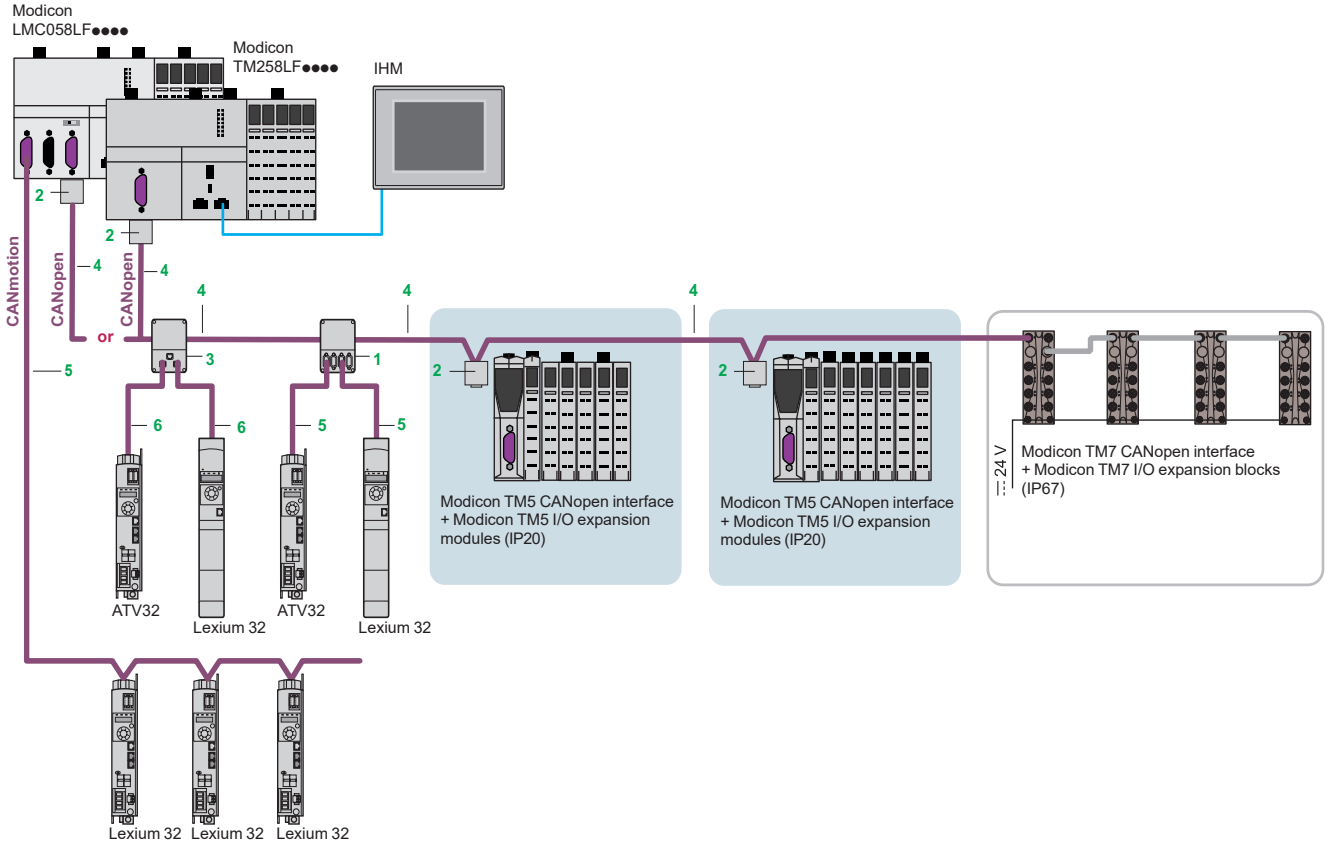 Modicon
LMC058LF●●●●
Modicon
TM258LF●●●●
IHM
2
2
CANmotion
CANopen
CANopen
4
4
or
5
4
4
4
3
1
2
2
6
6
5
5
ATV32
Lexium 32
ATV32
Lexium 32
Modicon TM5 CANopen interface
+ Modicon TM5 I/O expansion
modules (IP20)
Modicon TM5 CANopen interface
+ Modicon TM5 I/O expansion
modules (IP20)
24 V
Modicon TM7 CANopen interface
+ Modicon TM7 I/O expansion blocks
(IP67)
Lexium 32
Lexium 32
Lexium 32